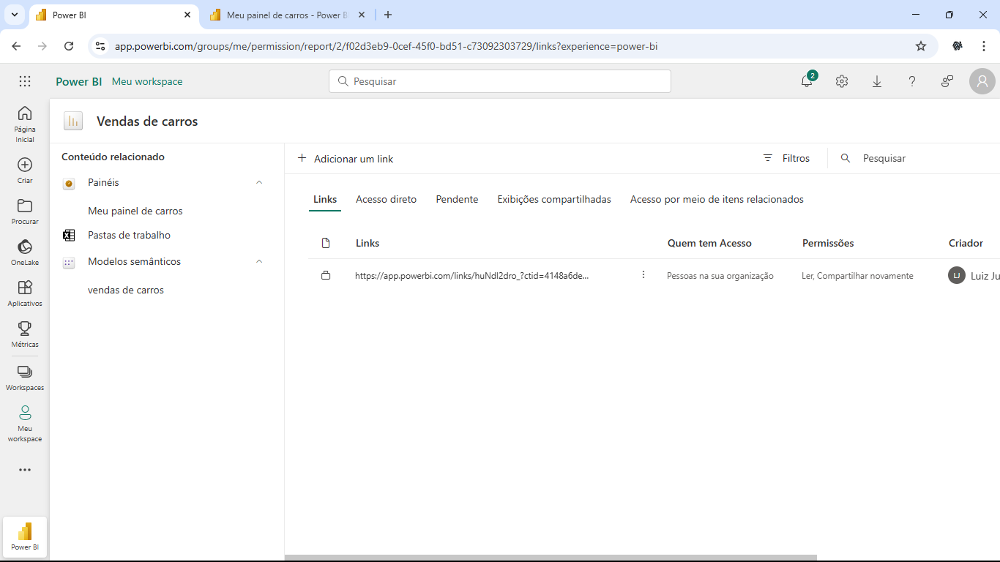 Power BI
Meu painel de carros - Power B
app.powerbi.com/groups/me/permission/report/2/f02d3eb9-0cef-45f0-bd51-c73092303729/links?experience=power-bi
Power BI Meu workspace
Pesquisar
2
Página
Inicial
Criar
Procurar
OneLake
Aplicativos
Métricas
Workspaces
Meu
workspace
Power BI
Vendas de carros
Conteúdo relacionado
Painéis
Meu painel de carros
Pastas de trabalho
Modelos semânticos
vendas de carros
Adicionar um link
Filtros
Pesquisar
Links Acesso direto Pendente Exibições compartilhadas Acesso por meio de itens relacionados
Links Quem tem Acesso Permissões Criador
https://app.powerbi.com/links/huNdl2dro_?ctid=4148a6de... Pessoas na sua organização Ler, Compartilhar novamente LJ Luiz Ju